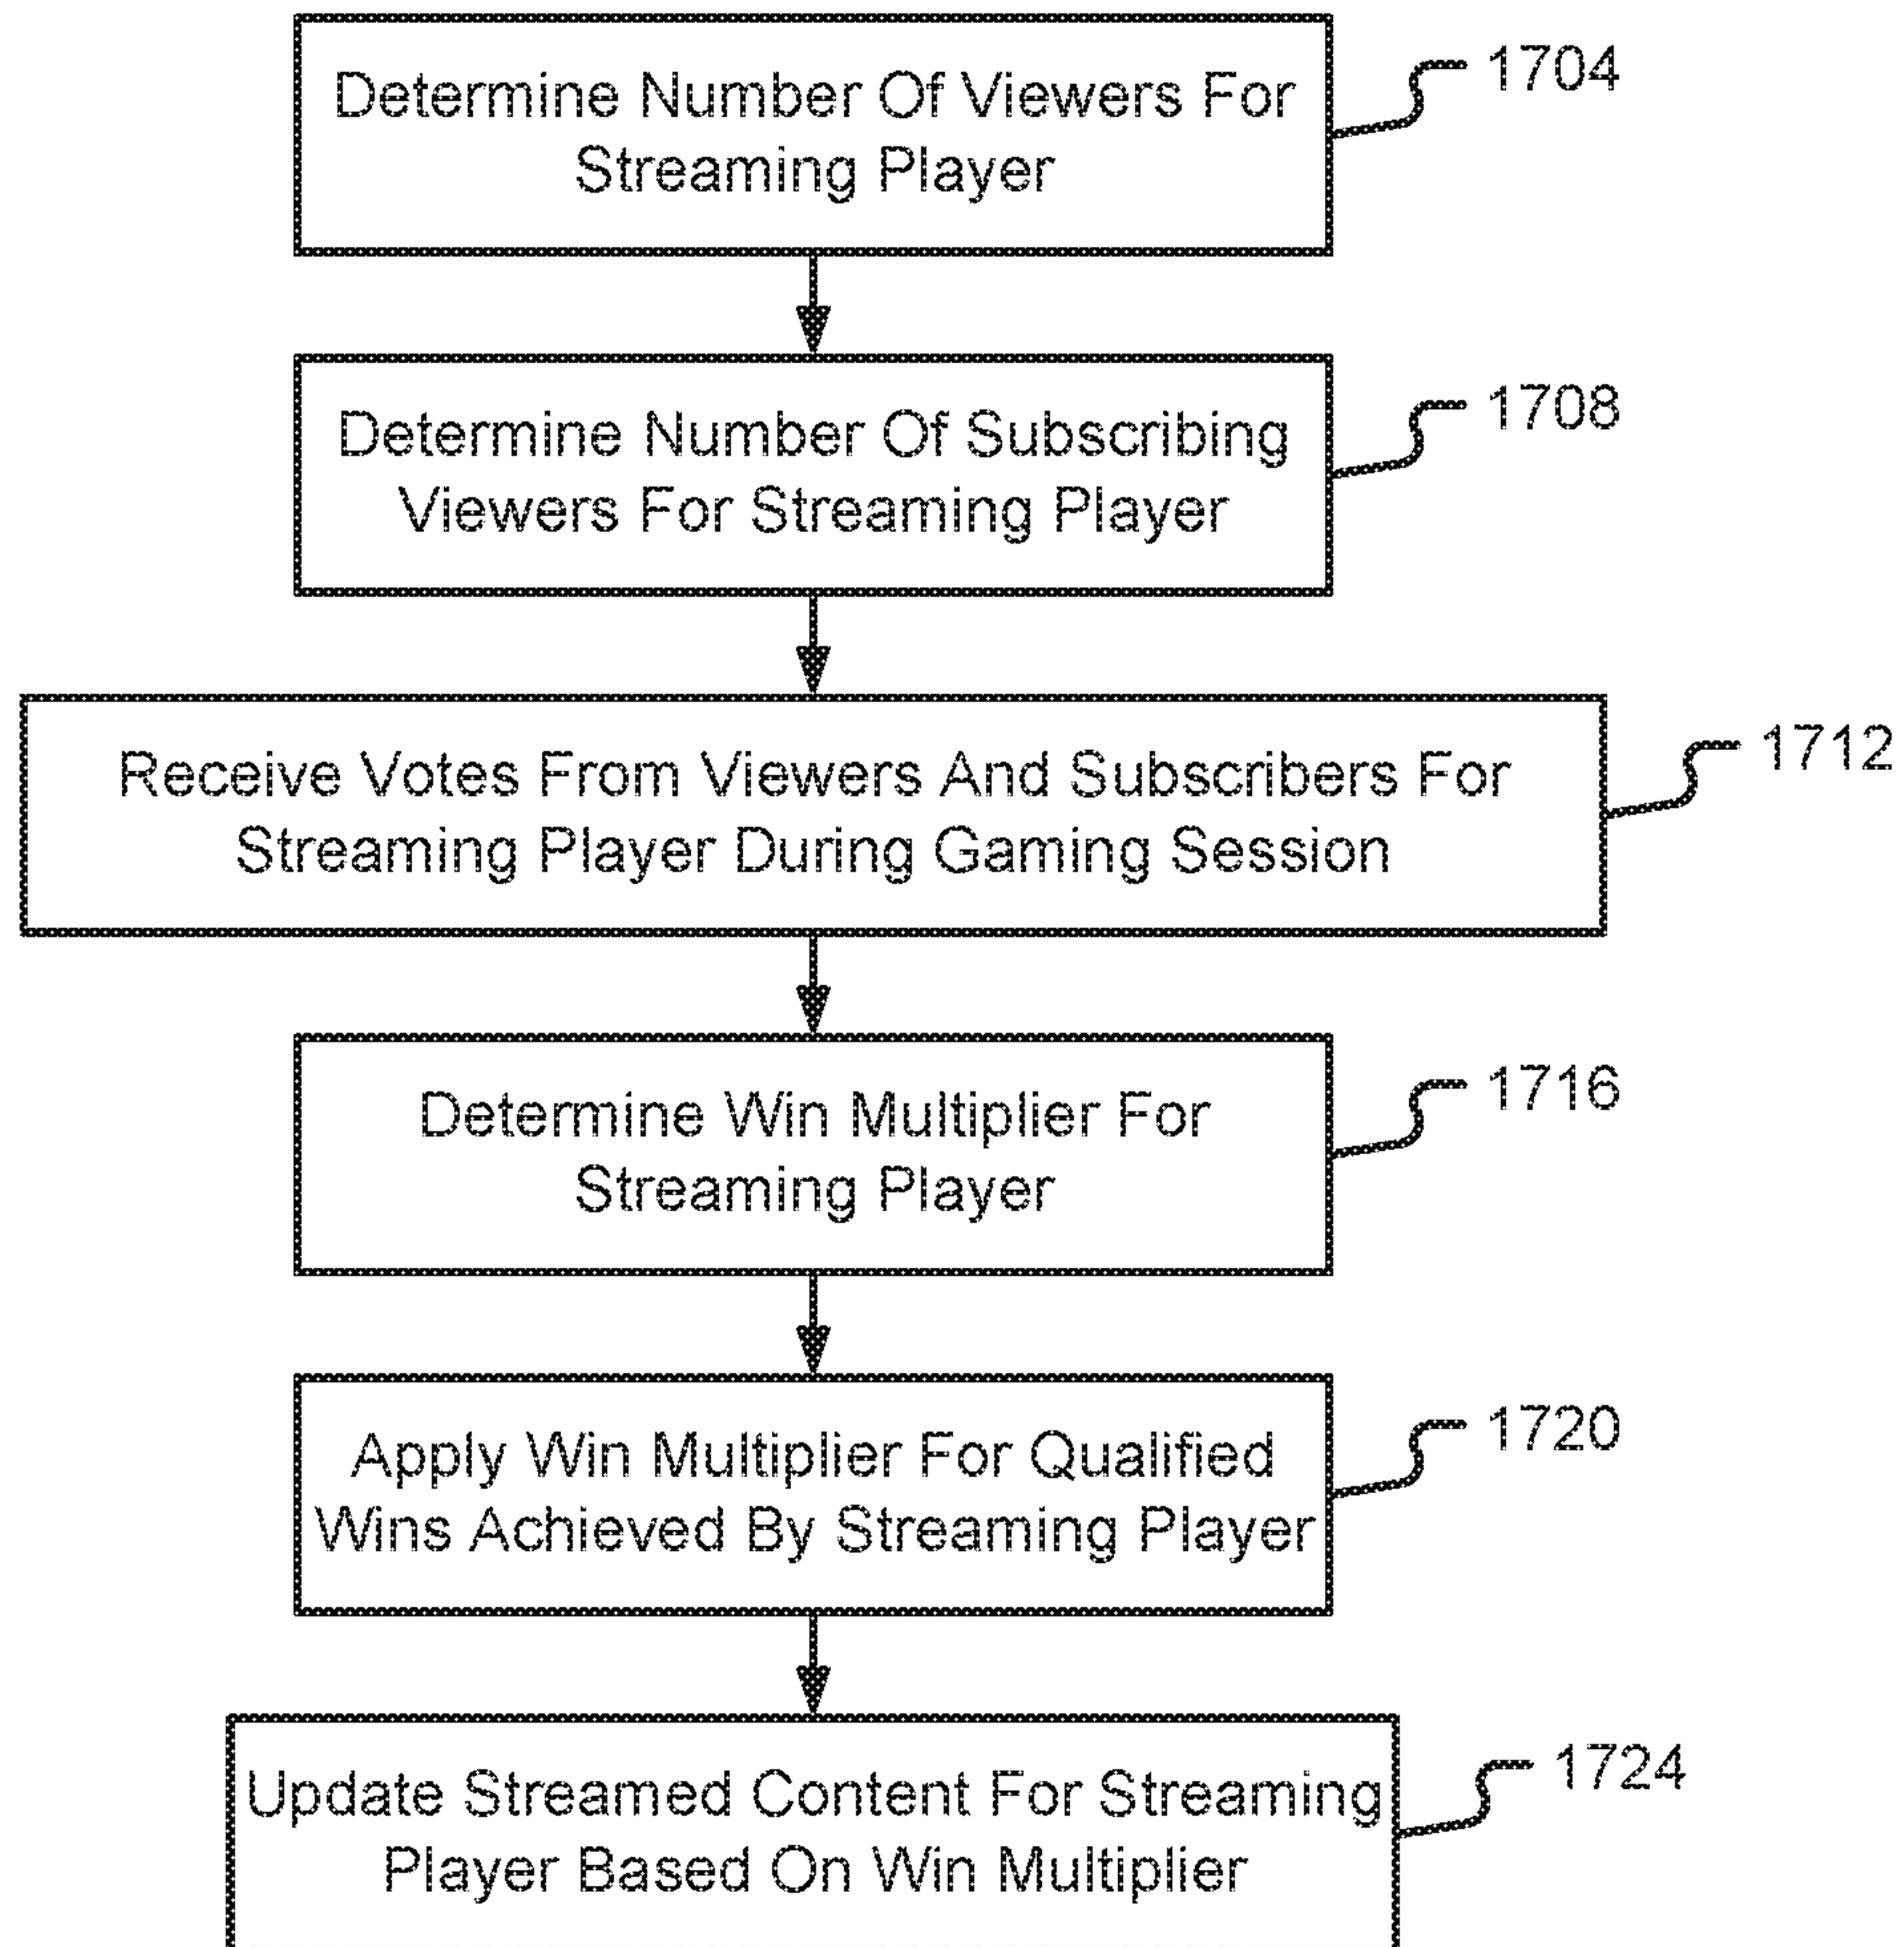 Determine Number Of Viewers For
Streaming Player
1704
Determine Number Of Subscribing
Viewers For Streaming Player
1708
Receive Votes From Viewers And Subscribers For
Streaming Player During Gaming Session
1712
Determine Win Multiplier For
Streaming Player
1716
Apply Win Multiplier For Qualified
Wins Achieved By Streaming Player
1720
Update Streamed Content For Streaming
Player Based On Win Multiplier
1724